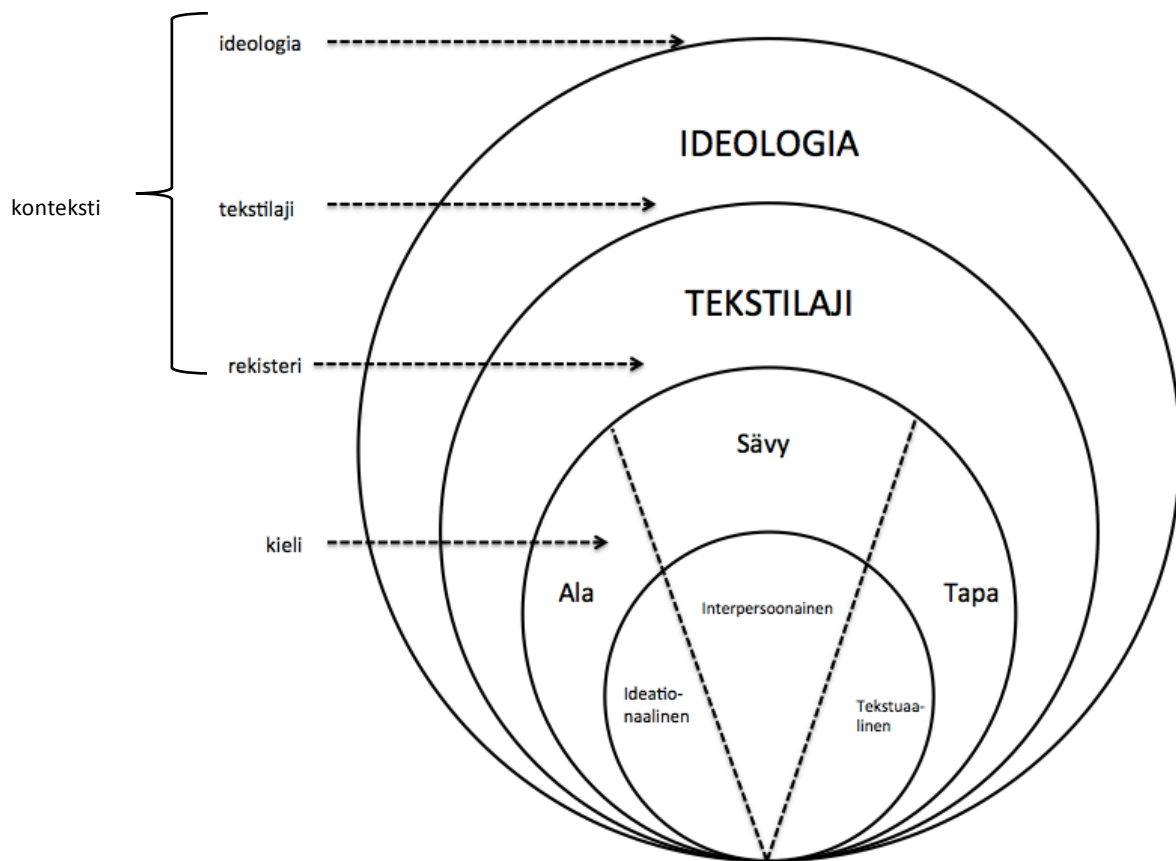 ideologia
IDEOLOGIA
konteksti
tekstilaji
TEKSTILAJI
rekisteri
Sävy
kieli
Ala
Interpersoonainen
Tapa
Ideatio-
naalinen
Tekstuaa-
linen